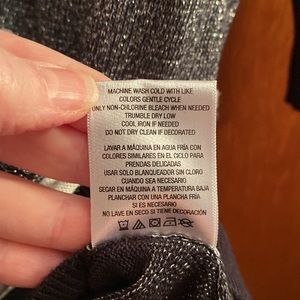 MACHINE WASH COLD WITH LIKE
COLORS GENTLE CYCLE
ONLY NON-CHLORINE BLEACH WHEN NEEDED
TRUMBLE DRY LOW
COOL IRON IF NEEDED
DO NOT DRY CLEAN IF DECORATED
LAVAR A MÁQUINA EN AGUA FRÍA CON
COLORES SIMILARES EN EL CICLO PARA
PRENDAS DELICADAS
USAR SOLO BLANQUEADOR SIN CLORO
CUANDO SEA NECESARIO
SECAR EN MÁQUINA A TEMPERATURA BAJA
PLANCHAR CON UNA PLANCHA FRÍA
SI ES NECESARIO
NO LAVE EN SECO SI TIENE DECORACIÓN